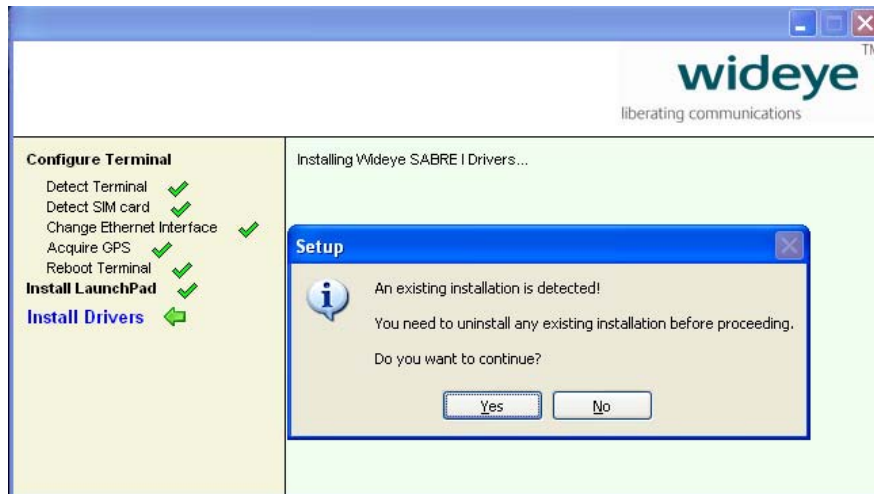 wideye
TM
liberating communications
Configure Terminal
Detect Terminal
Detect SIM card
Change Ethernet Interface
Acquire GPS
Reboot Terminal
Install LaunchPad
Install Drivers
Installing Wideye SABRE I Drivers...
Setup
An existing installation is detected!
You need to uninstall any existing installation before proceeding.
Do you want to continue?
Yes
No